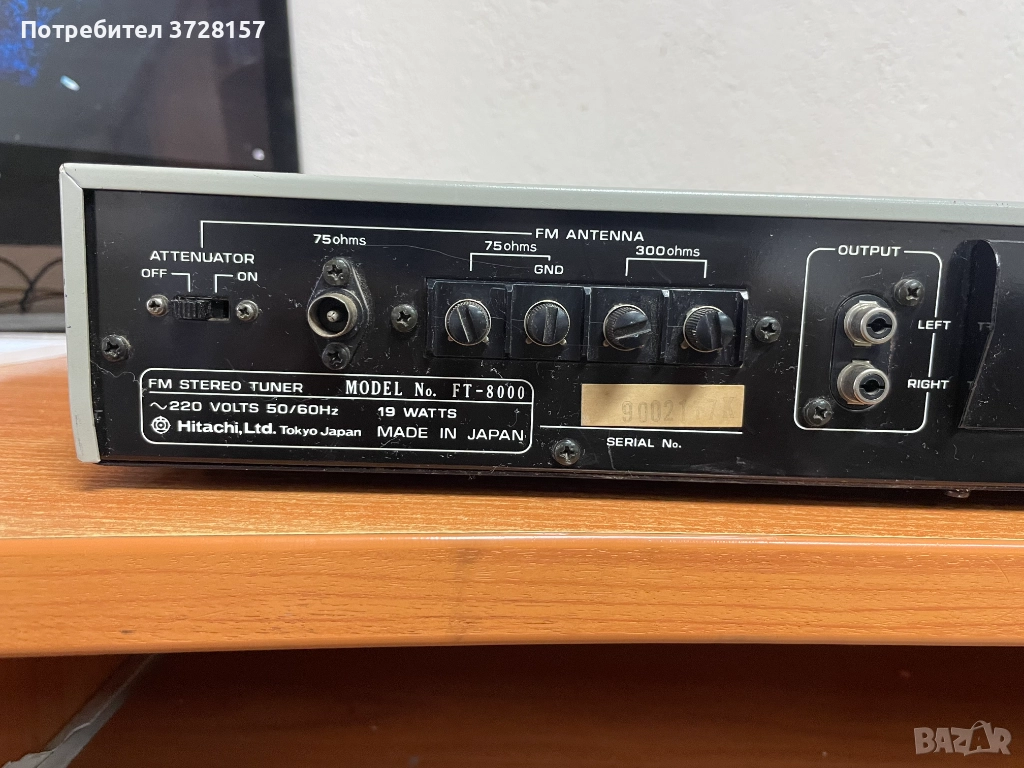 Потребител 3728157
FM ANTENNA
ATTENUATOR
OFF ON
75ohms
75ohms
GND
300ohms
OUTPUT
LEFT
RIGHT
FM STEREO TUNER MODEL No. FT-8000
~220 VOLTS 50/60Hz 19 WATTS
Hitachi, Ltd. Tokyo Japan MADE IN JAPAN
SERIAL No.
BAZAR